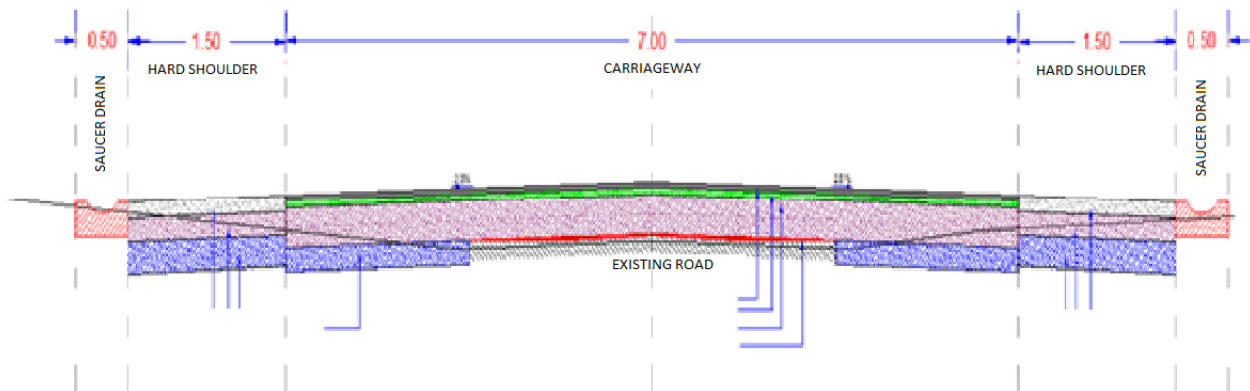 0.50 1.50 7.00 1.50 0.50
HARD SHOULDER CARRIAGEWAY HARD SHOULDER
SAUCER DRAIN
SAUCER DRAIN
EXISTING ROAD